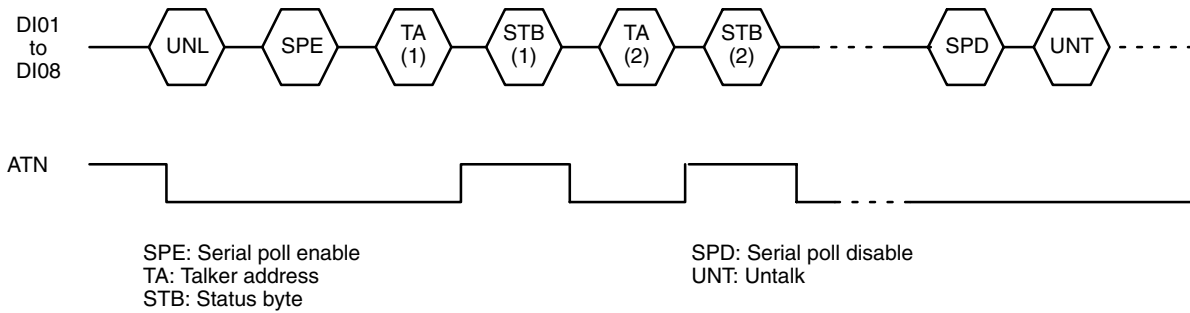 DI01
to
DI08
UNL
SPE
TA
(1)
STB
(1)
TA
(2)
STB
(2)
SPD
UNT
ATN
SPE: Serial poll enable
TA: Talker address
STB: Status byte
SPD: Serial poll disable
UNT: Untalk